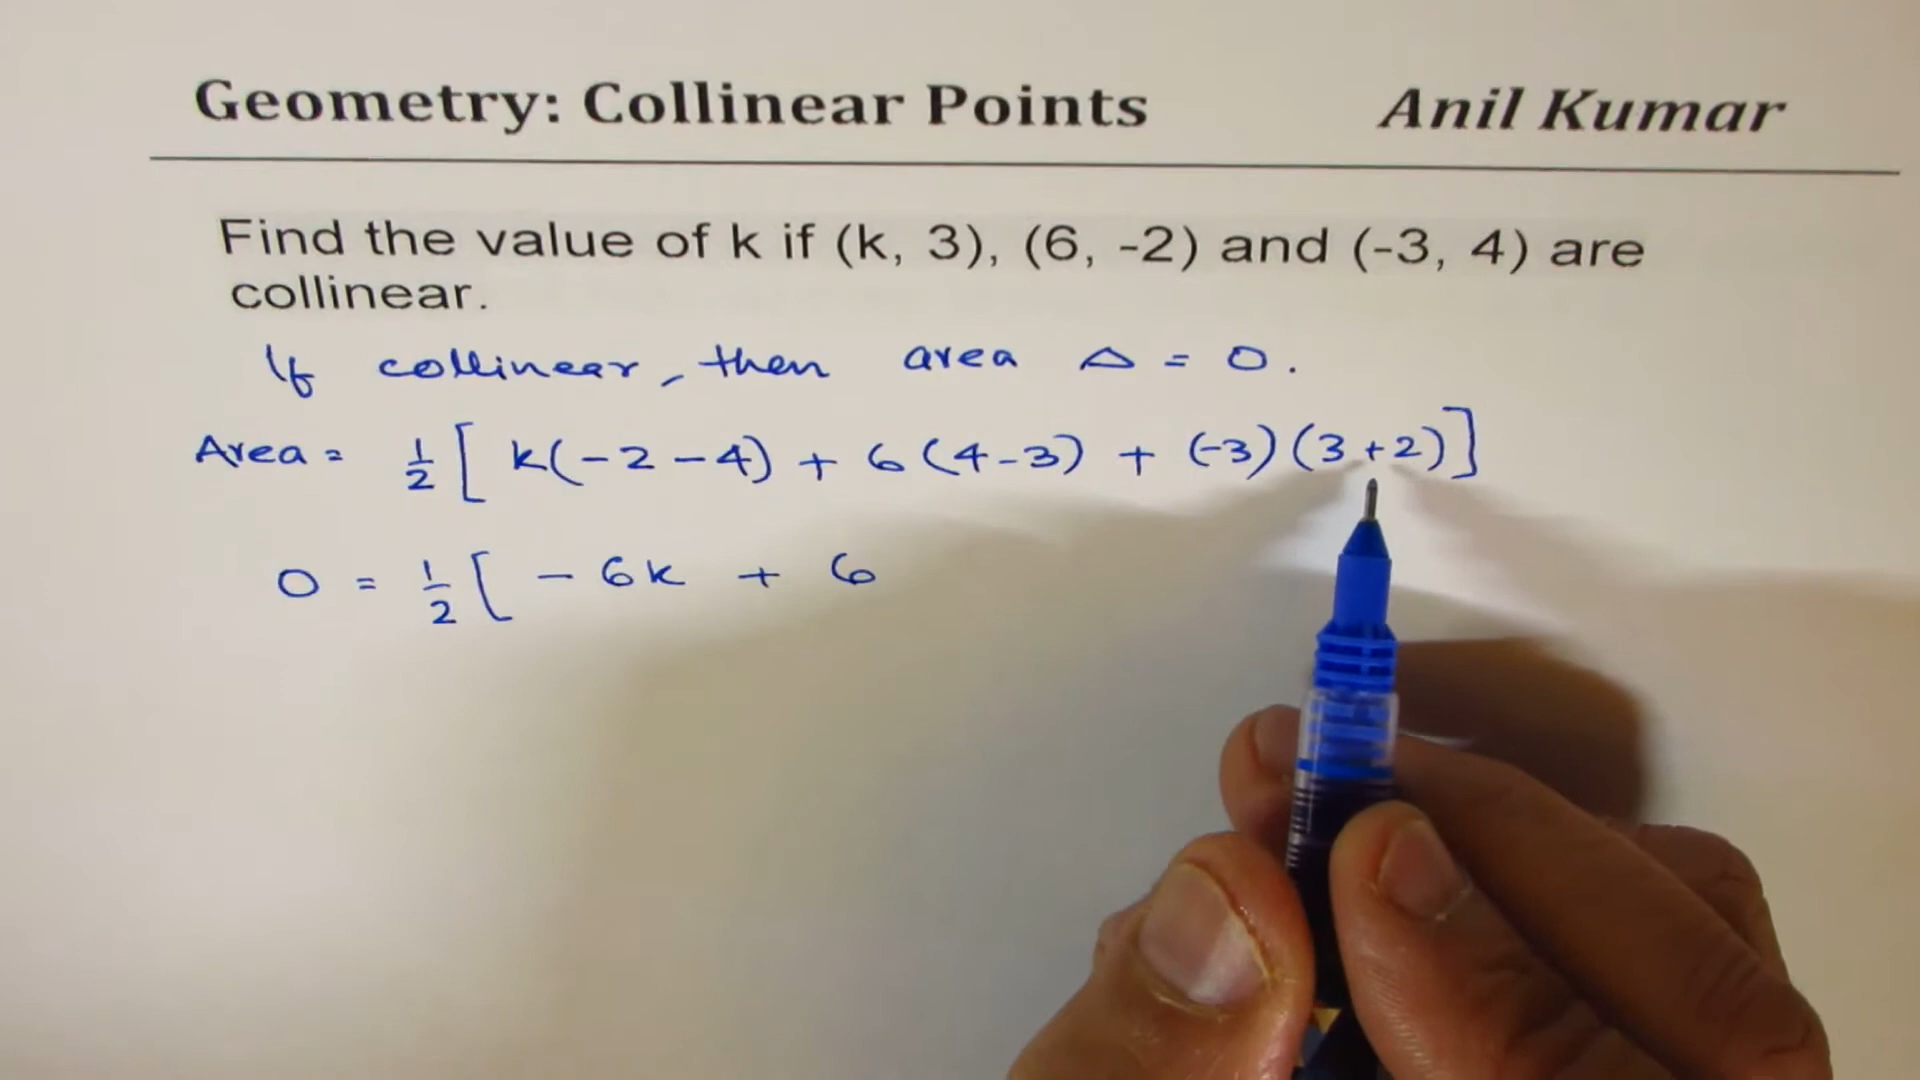 Geometry: Collinear Points Anil Kumar
Find the value of k if (k, 3), (6, -2) and (-3, 4) are
collinear.
If collinear, then area △ = 0.
Area = 1/2 [ k(-2-4) + 6(4-3) + (-3)(3+2)]
0 = 1/2 [ - 6k + 6